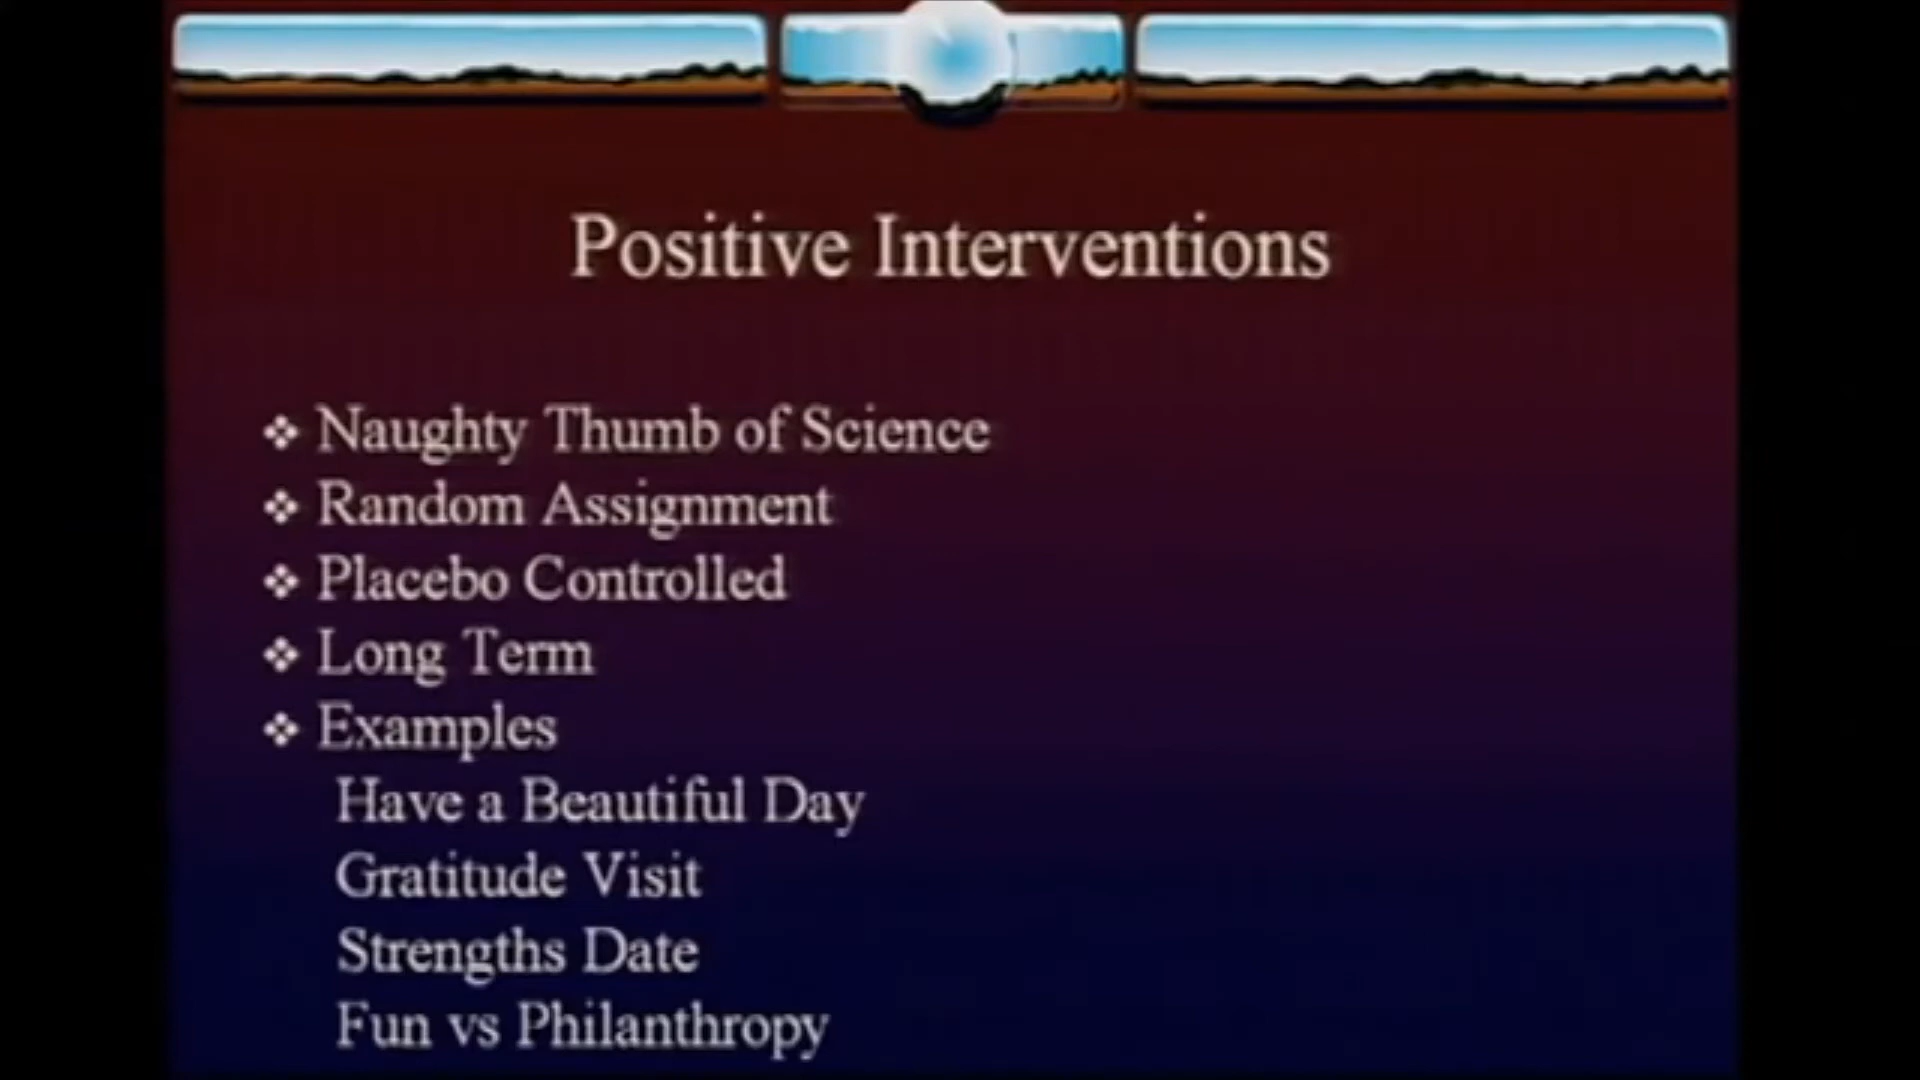 Positive Interventions
❖ Naughty Thumb of Science
❖ Random Assignment
❖ Placebo Controlled
❖ Long Term
❖ Examples
Have a Beautiful Day
Gratitude Visit
Strengths Date
Fun vs Philanthropy